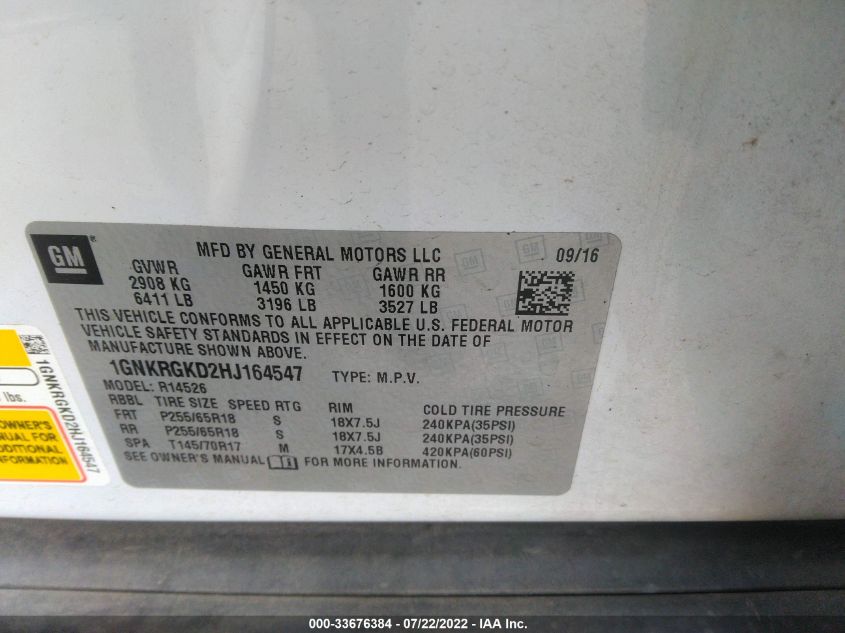 GM
MFD BY GENERAL MOTORS LLC 09/16
GVWR GAWR FRT GAWR RR
2908 KG 1450 KG 1600 KG
6411 LB 3196 LB 3527 LB
THIS VEHICLE CONFORMS TO ALL APPLICABLE U.S. FEDERAL MOTOR
VEHICLE SAFETY STANDARDS IN EFFECT ON THE DATE OF
MANUFACTURE SHOWN ABOVE.
1GNKRGKD2HJ164547 TYPE: M.P.V.
MODEL: R14526
RBBL TIRE SIZE SPEED RTG RIM COLD TIRE PRESSURE
FRT P255/65R18 S 18X7.5J 240KPA(35PSI)
RR P255/65R18 S 18X7.5J 240KPA(35PSI)
SPA T145/70R17 M 17X4.5B 420KPA(60PSI)
SEE OWNER'S MANUAL FOR MORE INFORMATION.
1GNKRGKD2HJ164547
lbs.
OWNER'S
MANUAL FOR
ADDITIONAL
INFORMATION
000-33676384 - 07/22/2022 - IAA Inc.